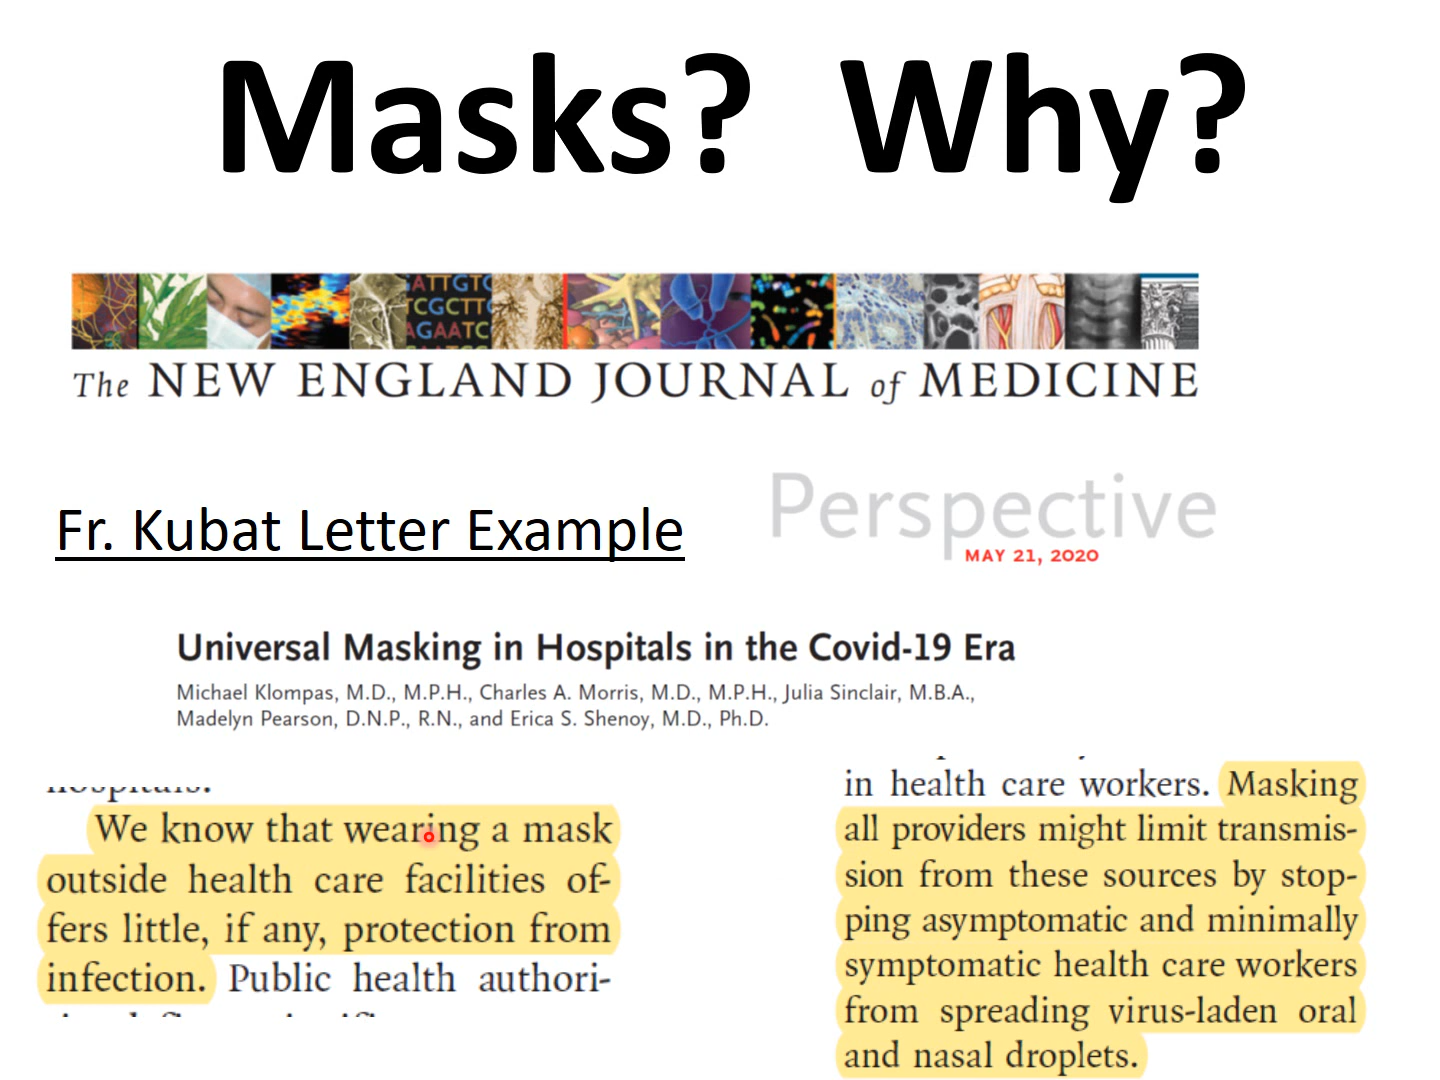 Masks? Why?
ATTGTC
TCGCTT
AGAATC
The NEW ENGLAND JOURNAL of MEDICINE
Perspective
MAY 21, 2020
Fr. Kubat Letter Example
Universal Masking in Hospitals in the Covid-19 Era
Michael Klompas, M.D., M.P.H., Charles A. Morris, M.D., M.P.H., Julia Sinclair, M.B.A.,
Madelyn Pearson, D.N.P., R.N., and Erica S. Shenoy, M.D., Ph.D.
hospitals.
We know that wearing a mask
outside health care facilities of-
fers little, if any, protection from
infection. Public health authori-
in health care workers. Masking
all providers might limit transmis-
sion from these sources by stop-
ping asymptomatic and minimally
symptomatic health care workers
from spreading virus-laden oral
and nasal droplets.